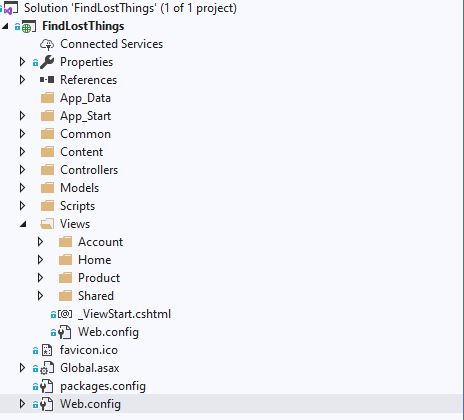 Solution 'FindLostThings' (1 of 1 project)
FindLostThings
Connected Services
Properties
References
App_Data
App_Start
Common
Content
Controllers
Models
Scripts
Views
Account
Home
Product
Shared
_ViewStart.cshtml
Web.config
favicon.ico
Global.asax
packages.config
Web.config